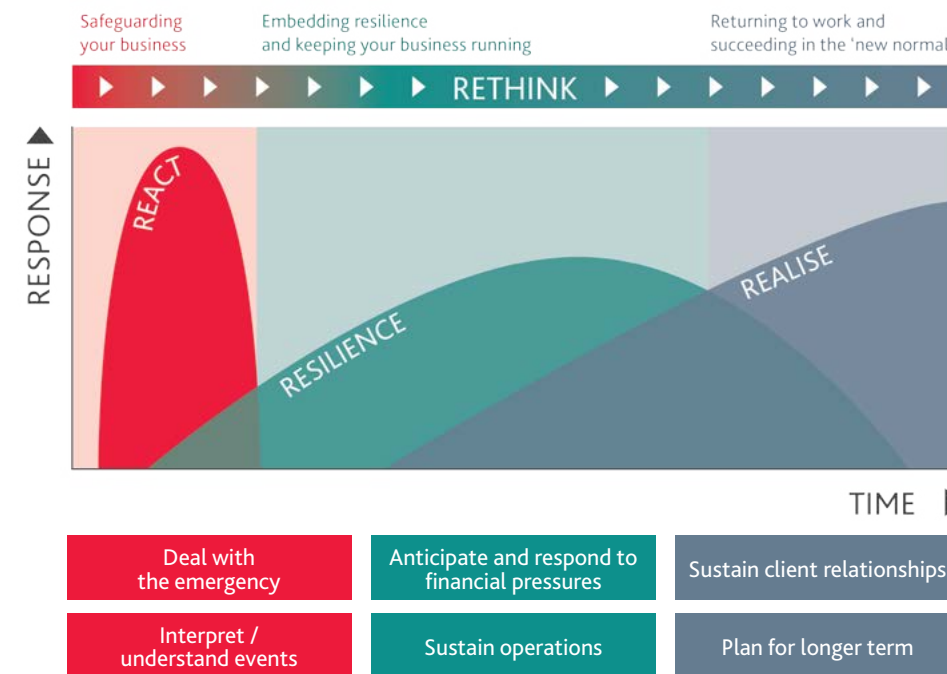 Safeguarding
your business
Embedding resilience
and keeping your business running
Returning to work and
succeeding in the 'new normal
RETHINK
RESPONSE
REACT
RESILIENCE
REALISE
TIME
Deal with
the emergency
Anticipate and respond to
financial pressures
Sustain client relationships
Interpret /
understand events
Sustain operations
Plan for longer term